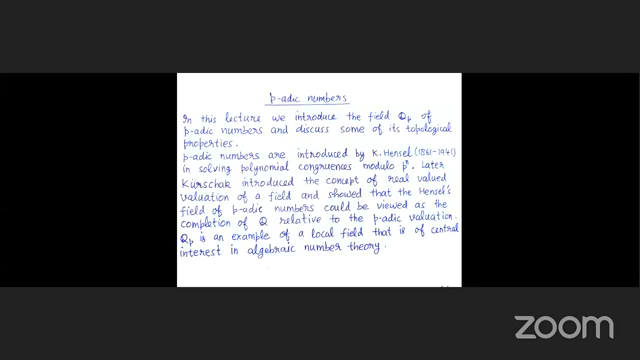 p-adic numbers
In this lecture we introduce the field Qp of
p-adic numbers and discuss some of its topological
properties.
p-adic numbers are introduced by K. Hensel (1861-1941)
in solving polynomial congruences modulo pⁿ. Later
Kürschak introduced the concept of real valued
valuation of a field and showed that the Hensel's
field of p-adic numbers could be viewed as the
completion of Q relative to the p-adic valuation.
Qp is an example of a local field that is of central
interest in algebraic number theory.
zoom